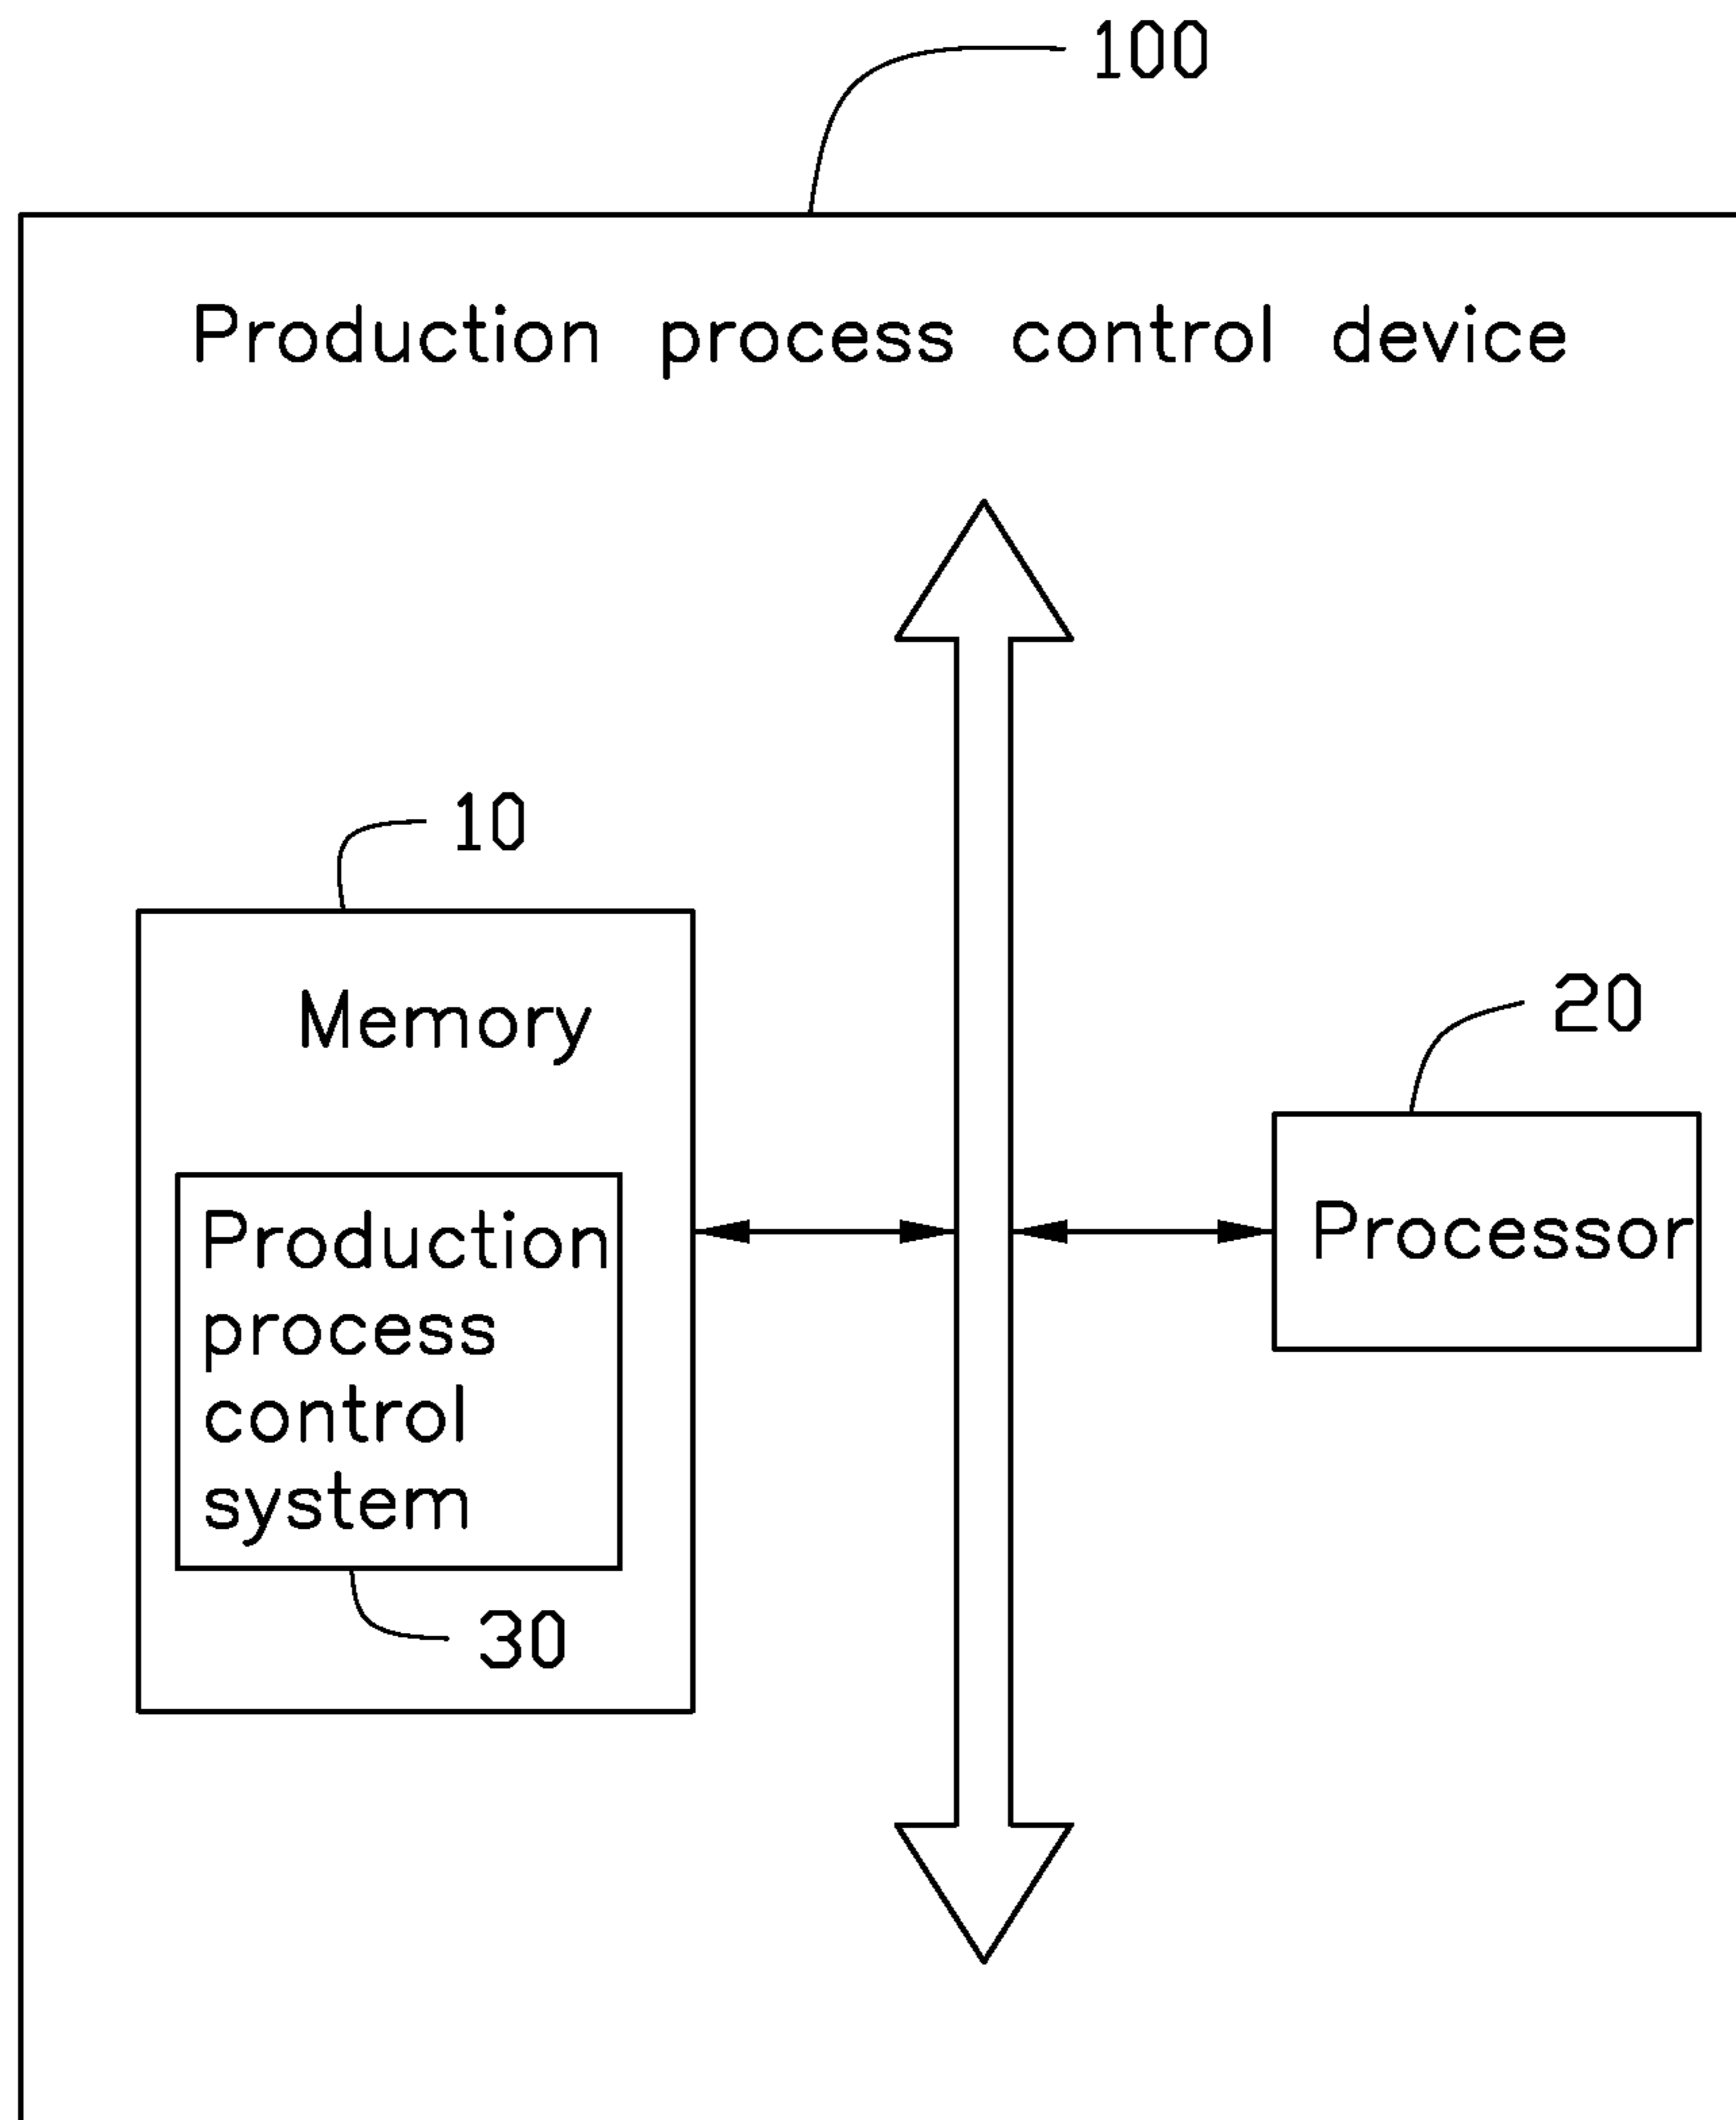 100
Production process control device
10
Memory
20
Processor
Production
process
control
system
30